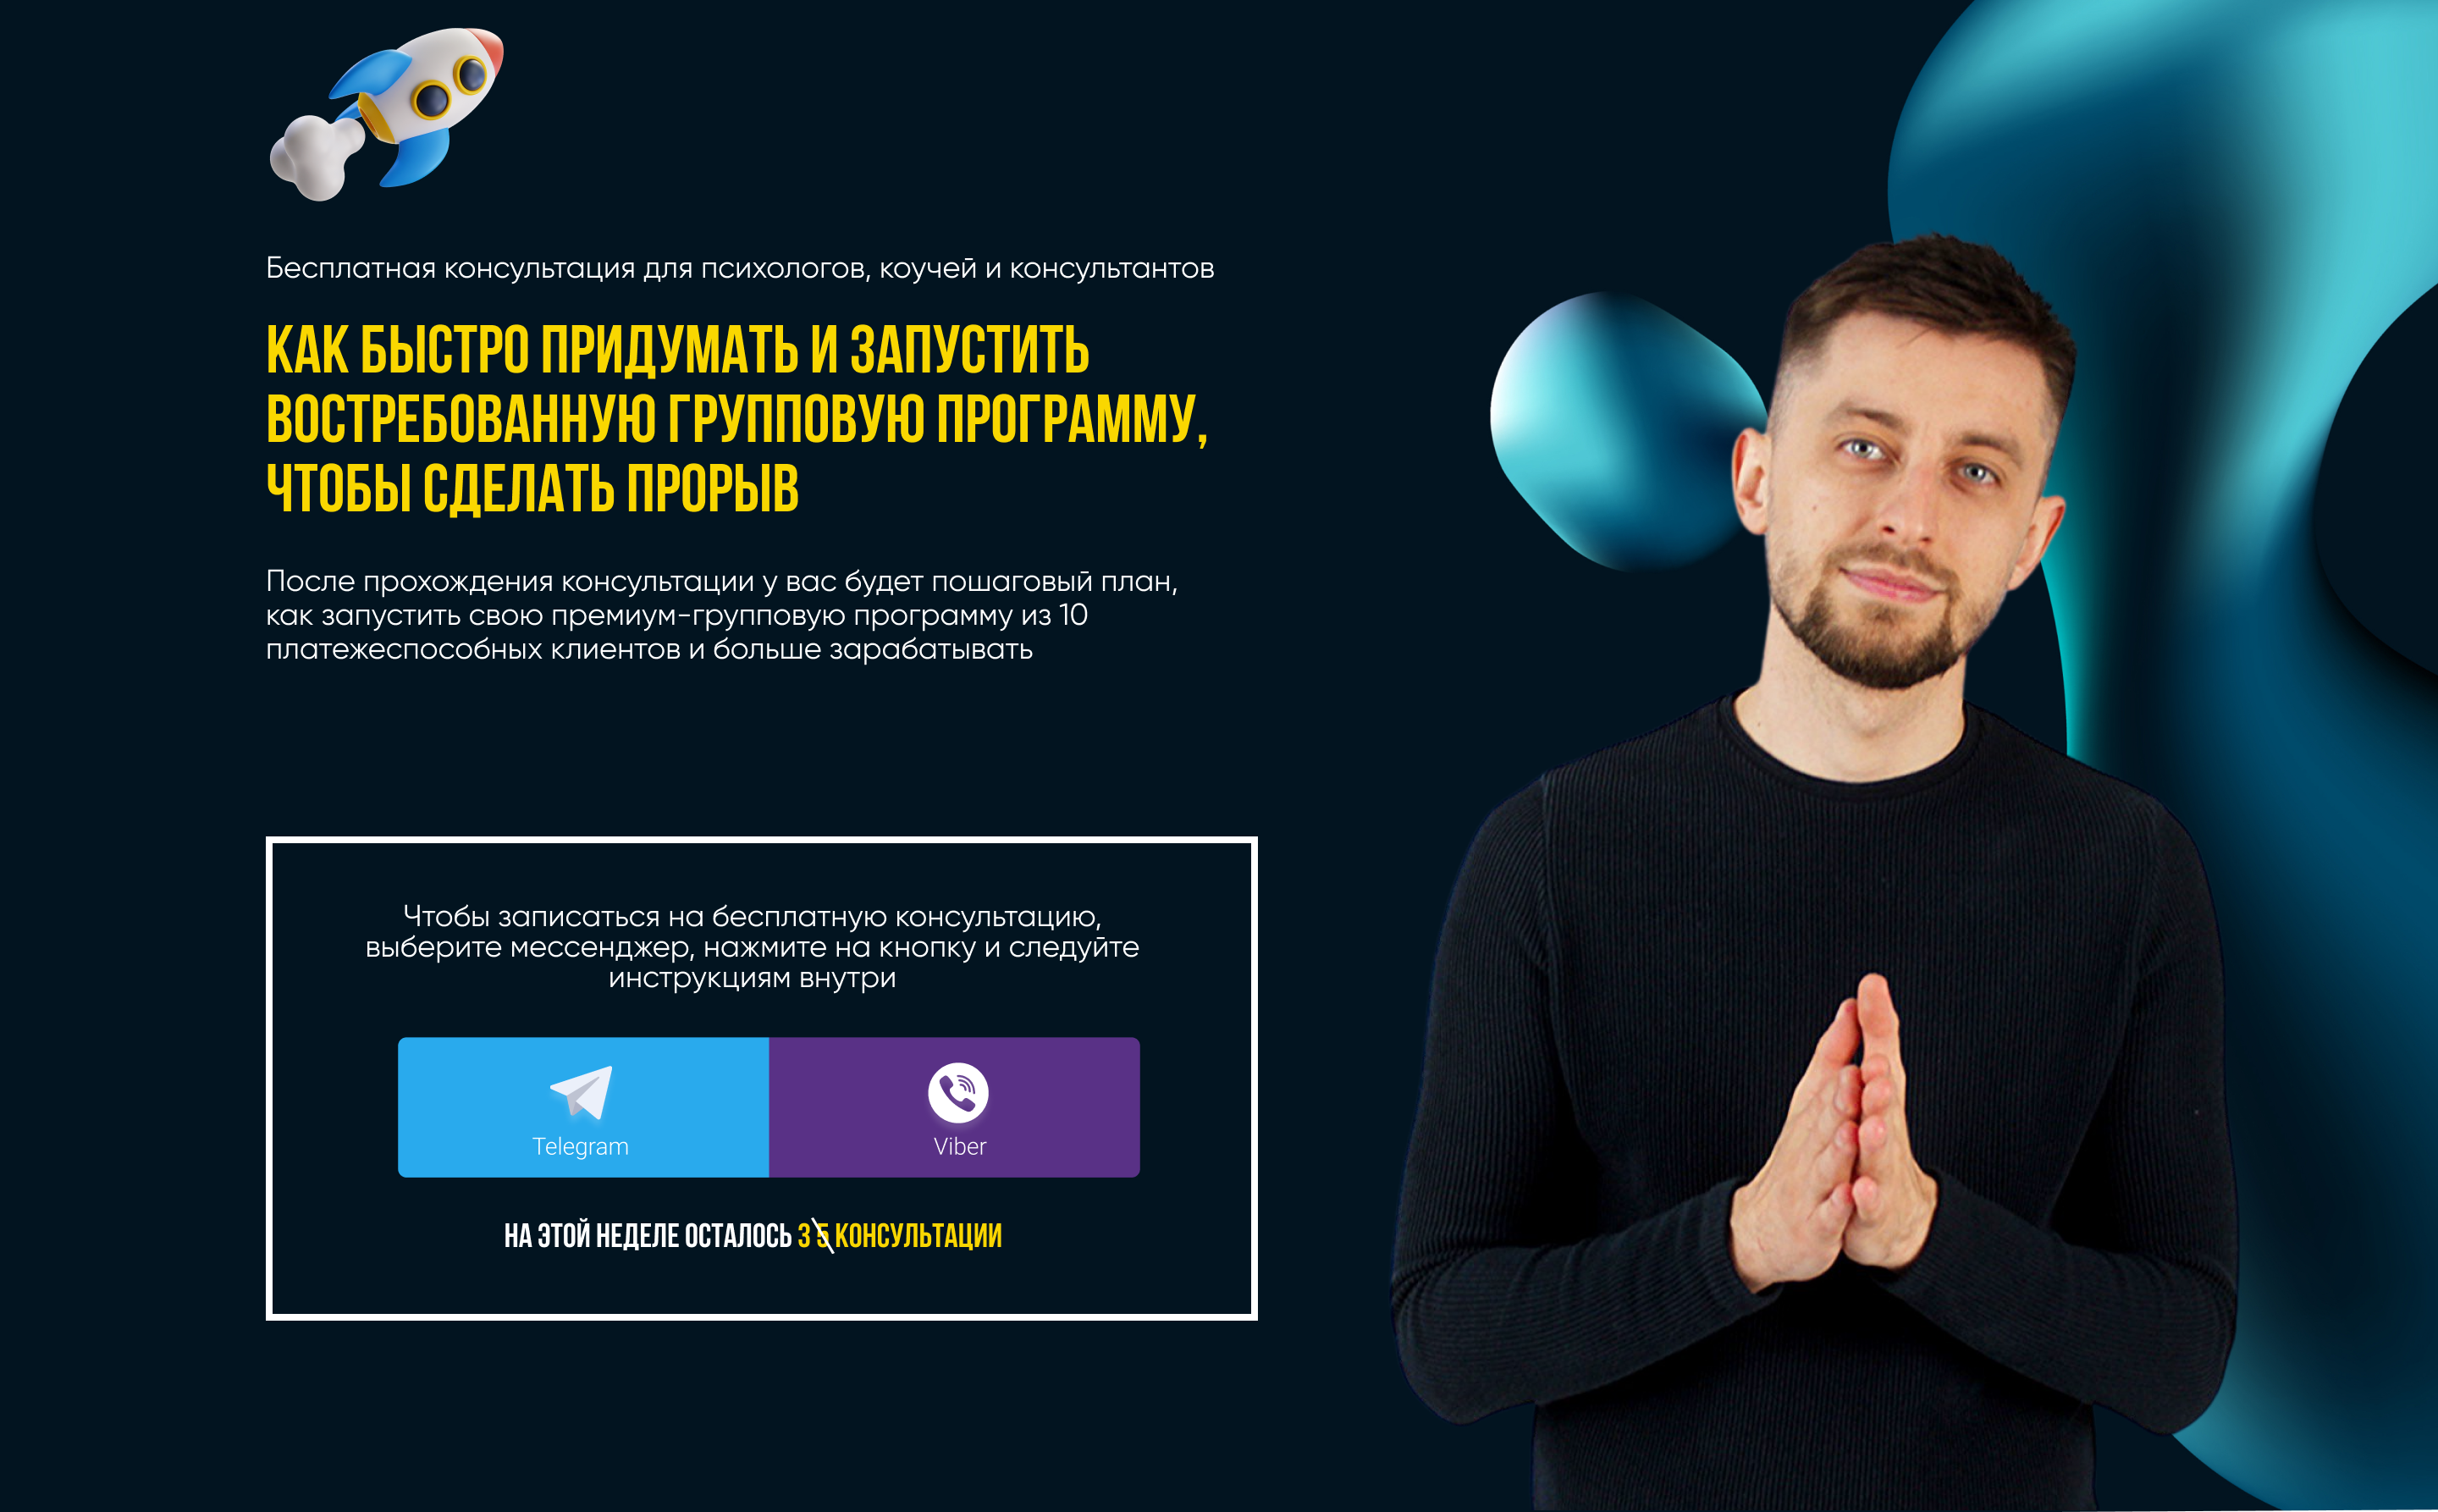 Бесплатная консультация для психологов, коучей и консультантов
КАК БЫСТРО ПРИДУМАТЬ И ЗАПУСТИТЬ
ВОСТРЕБОВАННУЮ ГРУППОВУЮ ПРОГРАММУ,
ЧТОБЫ СДЕЛАТЬ ПРОРЫВ
После прохождения консультации у вас будет пошаговый план,
как запустить свою премиум-групповую программу из 10
платежеспособных клиентов и больше зарабатывать
Чтобы записаться на бесплатную консультацию,
выберите мессенджер, нажмите на кнопку и следуйте
инструкциям внутри
Telegram
Viber
НА ЭТОЙ НЕДЕЛЕ ОСТАЛОСЬ 3 5 КОНСУЛЬТАЦИИ